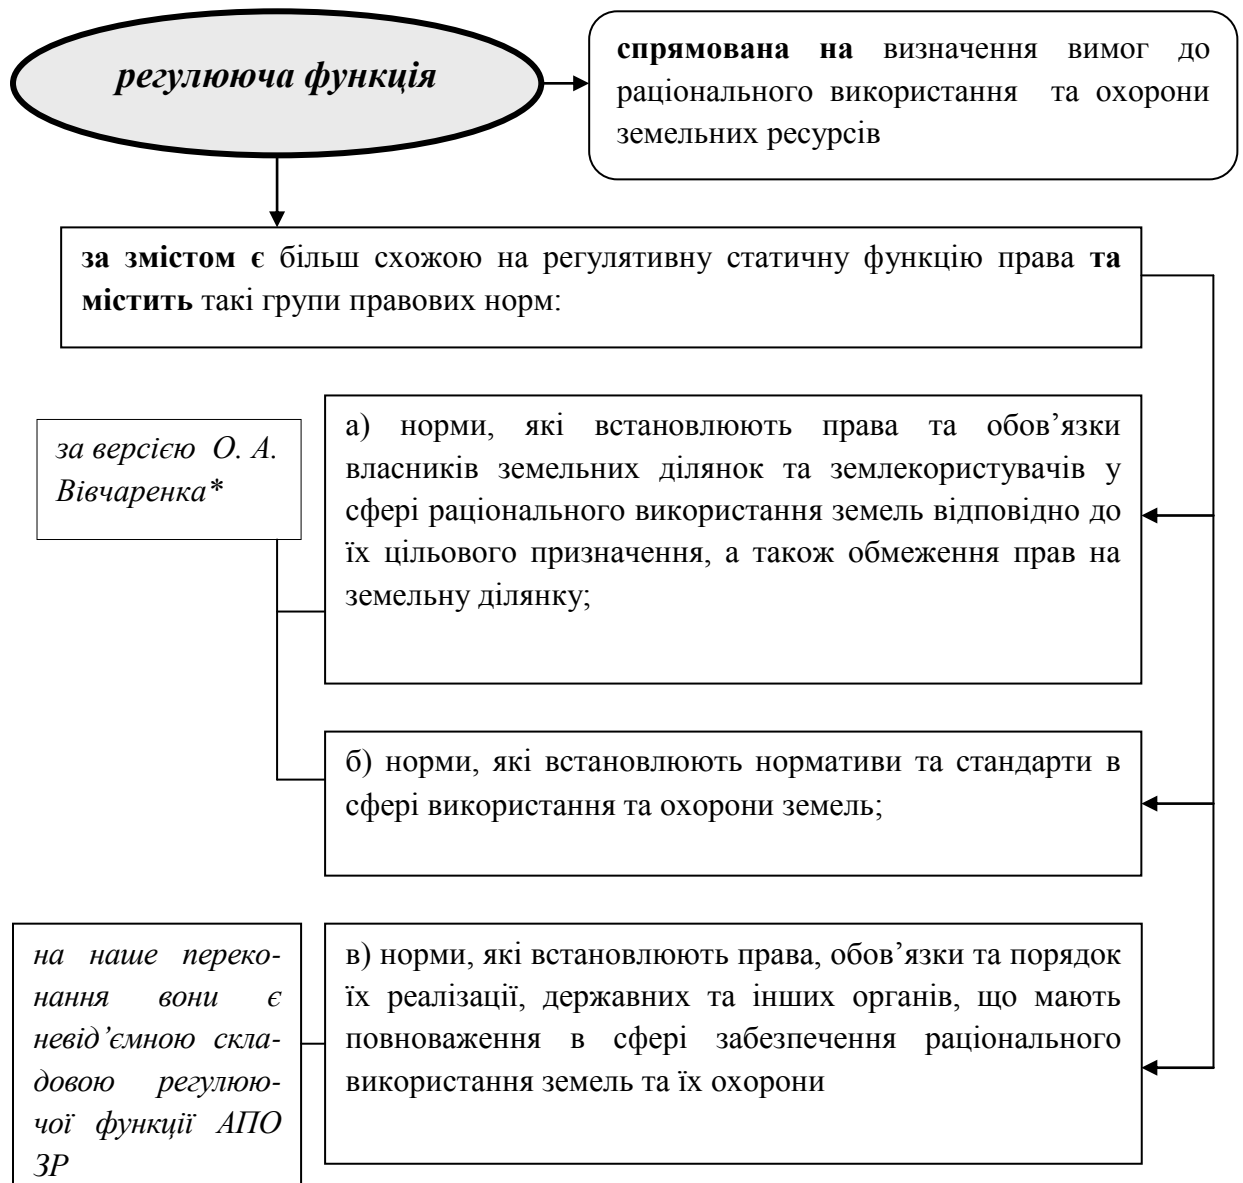 регулююча функція
спрямована на визначення вимог до
раціонального використання та охорони
земельних ресурсів
за змістом є більш схожою на регулятивну статичну функцію права та
містить такі групи правових норм:
за версією О. А.
Вівчаренка*
а) норми, які встановлюють права та обов’язки
власників земельних ділянок та землекористувачів у
сфері раціонального використання земель відповідно до
їх цільового призначення, а також обмеження прав на
земельну ділянку;
б) норми, які встановлюють нормативи та стандарти в
сфері використання та охорони земель;
на наше переко-
нання вони є
невід’ємною скла-
довою регулюю-
чої функції АПО
ЗР
в) норми, які встановлюють права, обов’язки та порядок
їх реалізації, державних та інших органів, що мають
повноваження в сфері забезпечення раціонального
використання земель та їх охорони